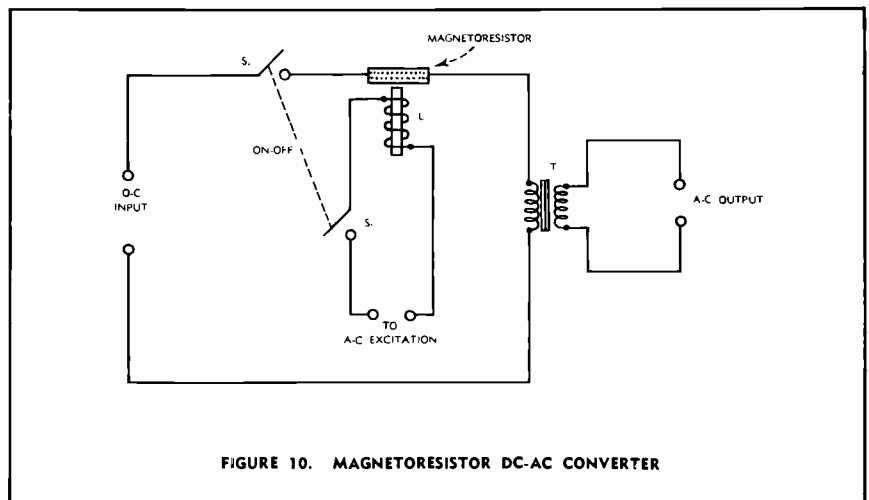 MAGNETORESISTOR
S.
L
ON-OFF
D-C
INPUT
T
A-C OUTPUT
S.
TO
A-C EXCITATION
FIGURE 10. MAGNETORESISTOR DC-AC CONVERTER